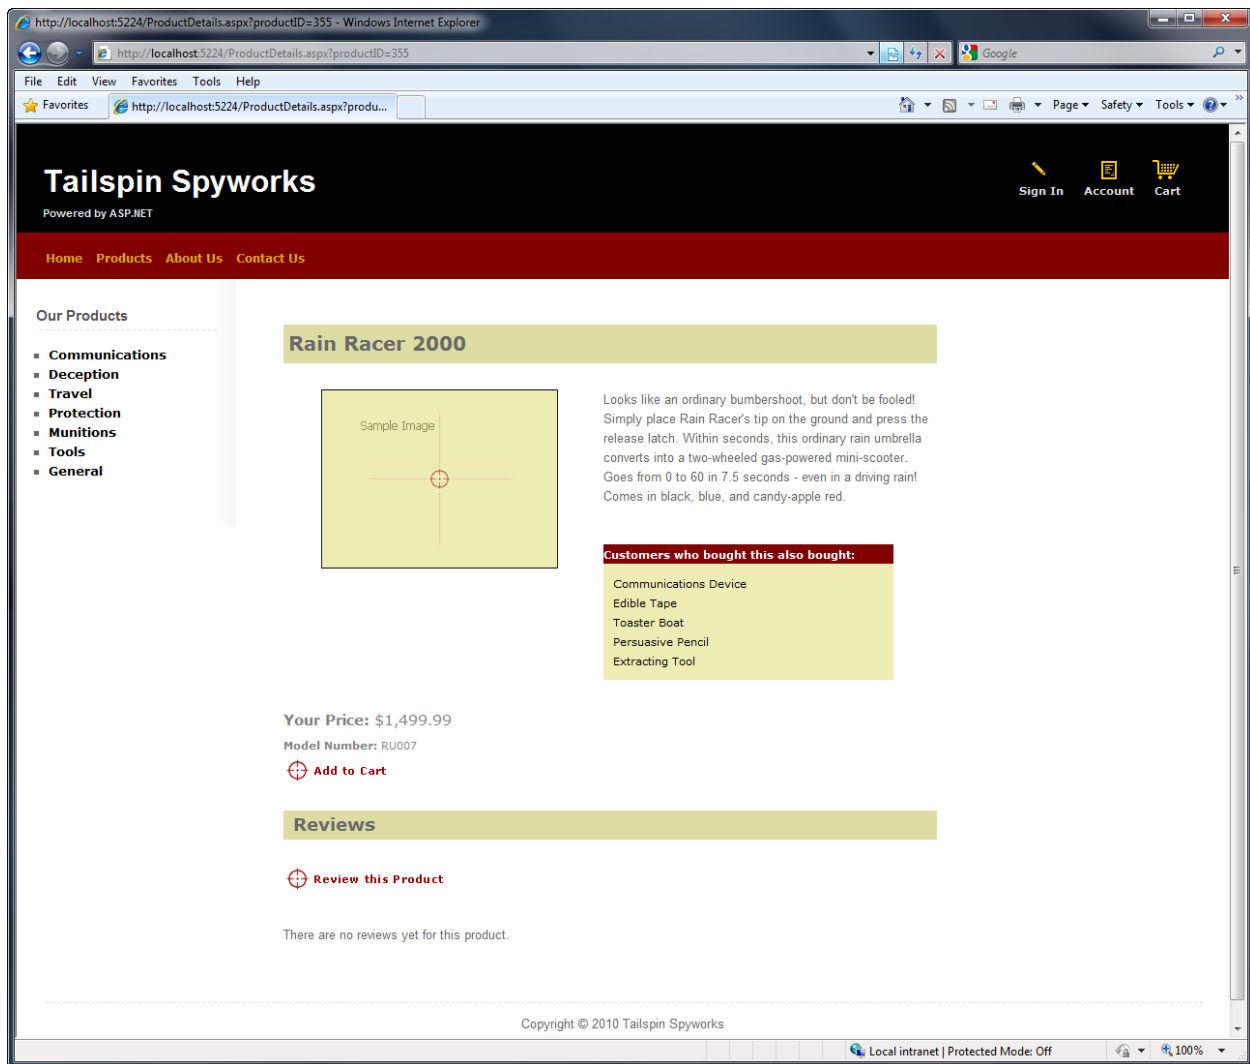 http://localhost:5224/ProductDetails.aspx?productID=355 - Windows Internet Explorer
http://localhost:5224/ProductDetails.aspx?productID=355
Google
File Edit View Favorites Tools Help
Favorites
http://localhost:5224/ProductDetails.aspx?produ...
Page Safety Tools
Tailspin Spyworks
Powered by ASP.NET
Sign In Account Cart
Home Products About Us Contact Us
Our Products
Communications
Deception
Travel
Protection
Munitions
Tools
General
Rain Racer 2000
Sample Image
Looks like an ordinary bumbershoot, but don't be fooled!
Simply place Rain Racer's tip on the ground and press the
release latch. Within seconds, this ordinary rain umbrella
converts into a two-wheeled gas-powered mini-scooter.
Goes from 0 to 60 in 7.5 seconds - even in a driving rain!
Comes in black, blue, and candy-apple red.
Customers who bought this also bought:
Communications Device
Edible Tape
Toaster Boat
Persuasive Pencil
Extracting Tool
Your Price: $1,499.99
Model Number: RU007
Add to Cart
Reviews
Review this Product
There are no reviews yet for this product.
Copyright © 2010 Tailspin Spyworks
Local intranet | Protected Mode: Off
100%